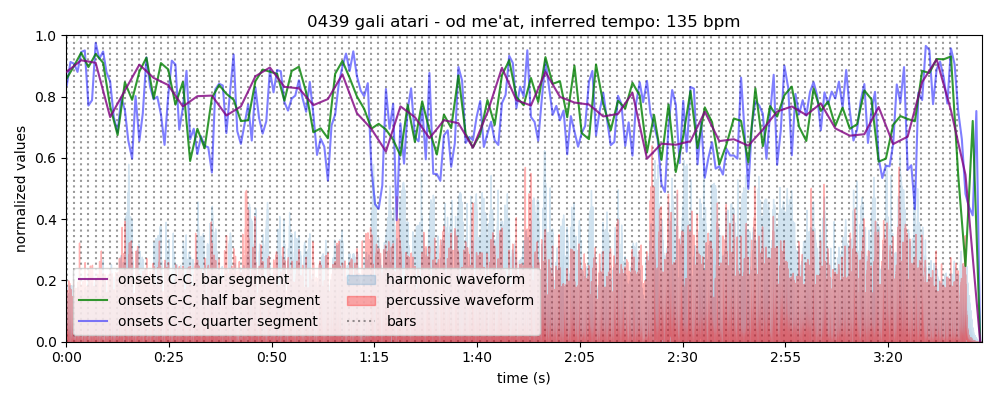 0439 gali atari - od me'at, inferred tempo: 135 bpm
1.0
0.8
0.6
0.4
0.2
0.0
normalized values
onsets C-C, bar segment
onsets C-C, half bar segment
onsets C-C, quarter segment
harmonic waveform
percussive waveform
bars
0:00 0:25 0:50 1:15 1:40 2:05 2:30 2:55 3:20
time (s)